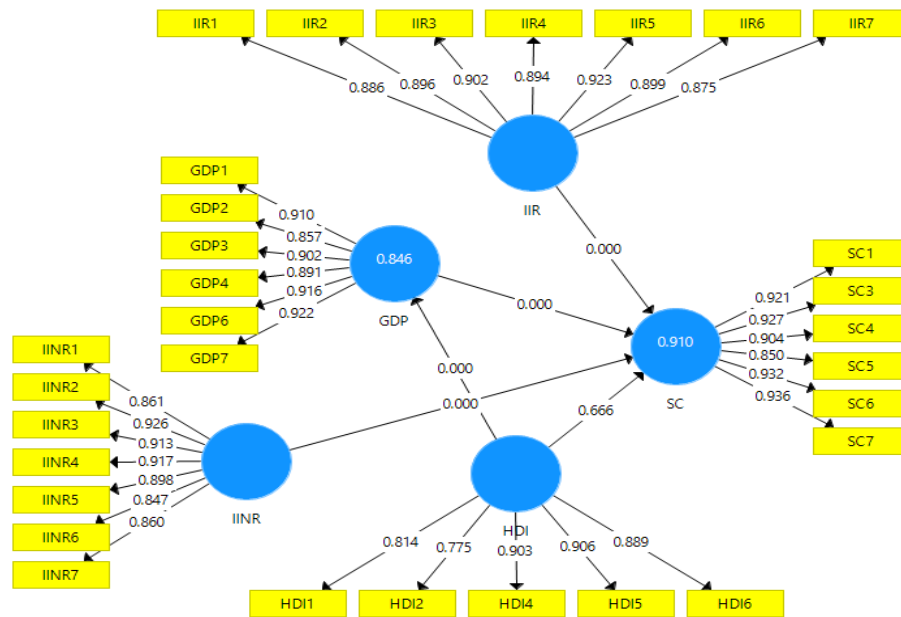 IIR1 IIR2 IIR3 IIR4 IIR5 IIR6 IIR7
0.886 0.896 0.902 0.894 0.923 0.899 0.875
IIR
GDP1
GDP2
GDP3
GDP4
GDP6
GDP7
0.910
0.857
0.902
0.891
0.916
0.922
0.846
GDP
0.000
0.000
SC1
SC3
SC4
SC5
SC6
SC7
0.921
0.927
0.904
0.850
0.932
0.936
0.910
SC
IINR1
IINR2
IINR3
IINR4
IINR5
IINR6
IINR7
0.861
0.926
0.913
0.917
0.898
0.847
0.860
IINR
0.000
0.000
0.666
HDI
0.814 0.775 0.903 0.906 0.889
HDI1 HDI2 HDI4 HDI5 HDI6